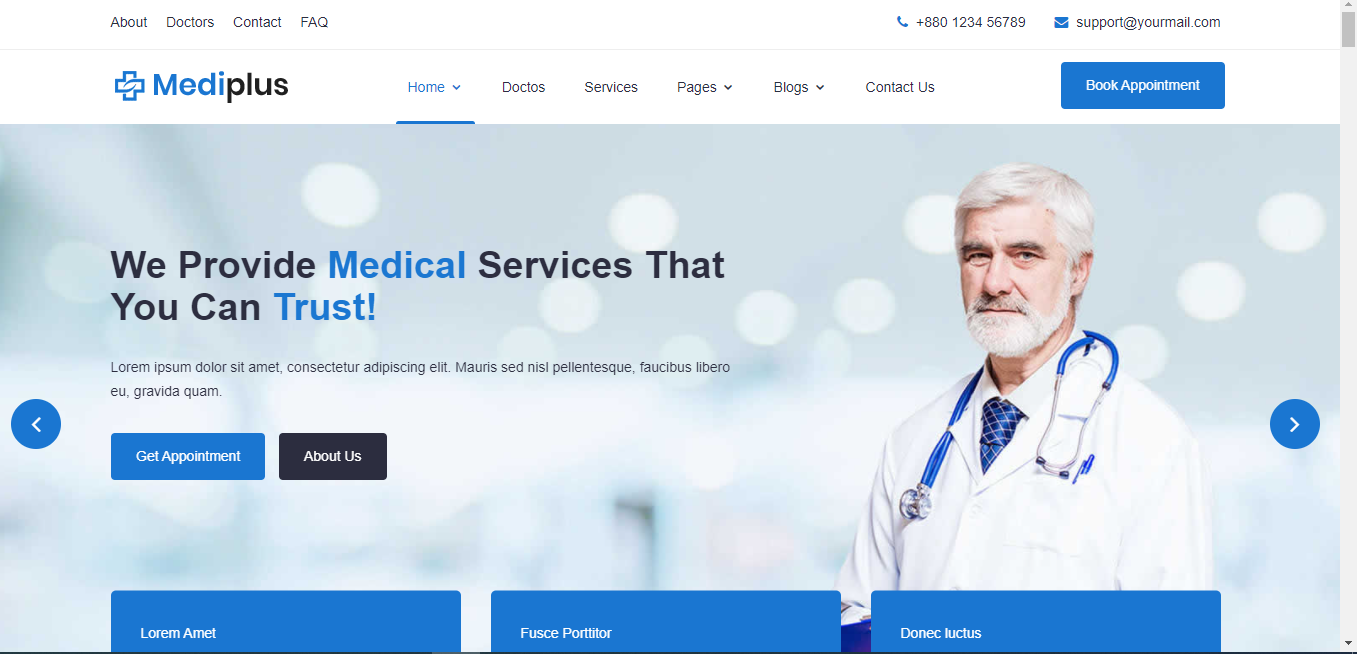 About Doctors Contact FAQ +880 1234 56789 support@yourmail.com
Mediplus Home Doctos Services Pages Blogs Contact Us Book Appointment
We Provide Medical Services That
You Can Trust!
Lorem ipsum dolor sit amet, consectetur adipiscing elit. Mauris sed nisl pellentesque, faucibus libero
eu, gravida quam.
Get Appointment About Us
Lorem Amet Fusce Porttitor Donec luctus